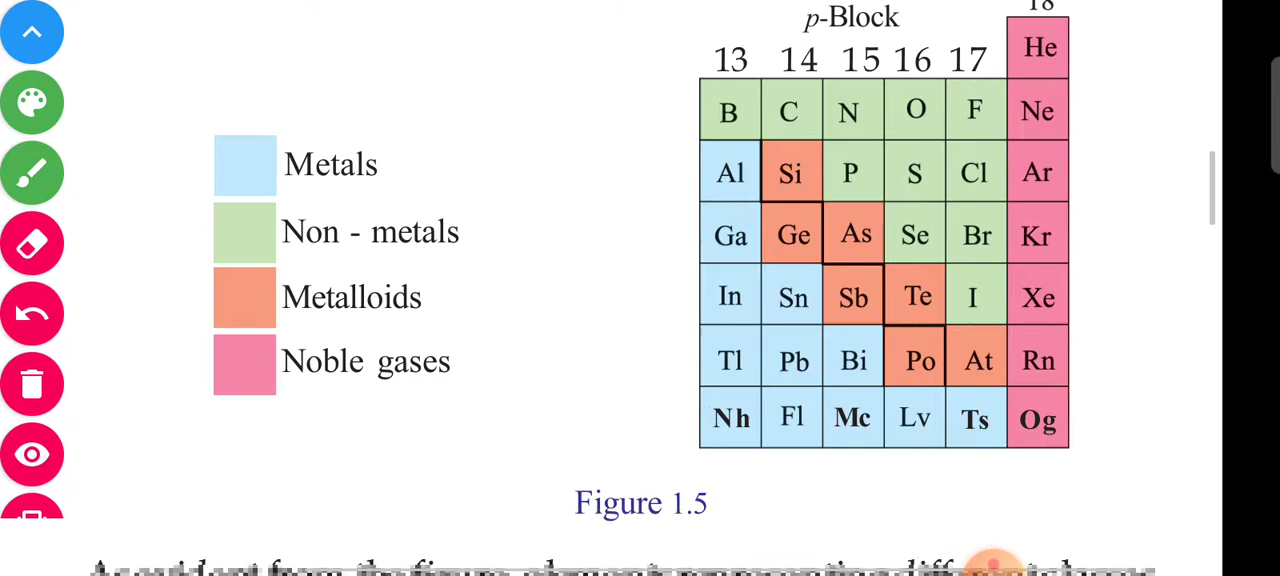 18
p-Block
13 14 15 16 17
He
B C N O F Ne
Al Si P S Cl Ar
Ga Ge As Se Br Kr
In Sn Sb Te I Xe
Tl Pb Bi Po At Rn
Nh Fl Mc Lv Ts Og
Metals
Non - metals
Metalloids
Noble gases
Figure 1.5